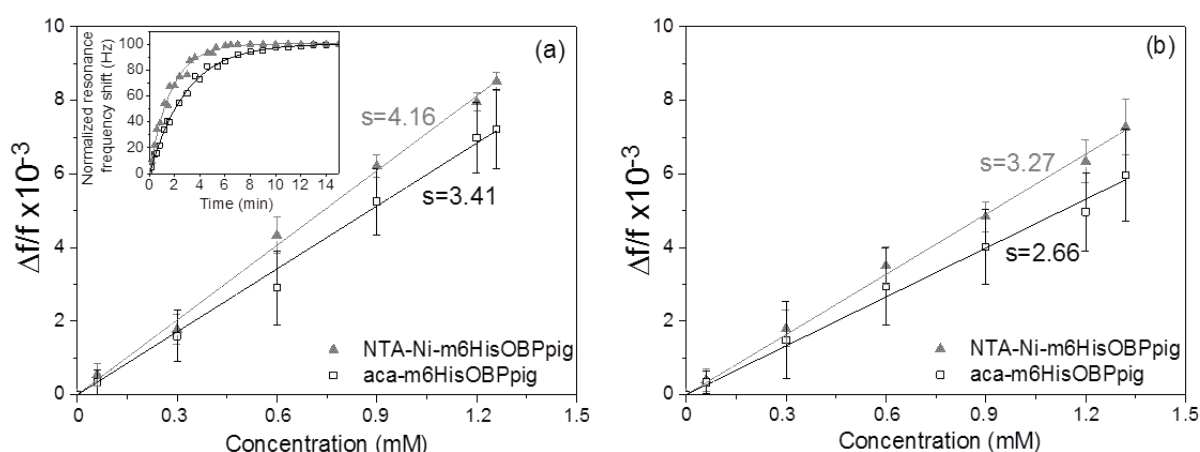 10
8
6
4
2
0
Δf/f x10⁻³
(a)
100
80
60
40
20
0
Normalized resonance
frequency shift (Hz)
0 2 4 6 8 10 12 14
Time (min)
s=4.16
s=3.41
NTA-Ni-m6HisOBPpig
aca-m6HisOBPpig
0 0.3 0.6 0.9 1.2 1.5
Concentration (mM)
10
8
6
4
2
0
Δf/f x10⁻³
(b)
s=3.27
s=2.66
NTA-Ni-m6HisOBPpig
aca-m6HisOBPpig
0 0.3 0.6 0.9 1.2 1.5
Concentration (mM)